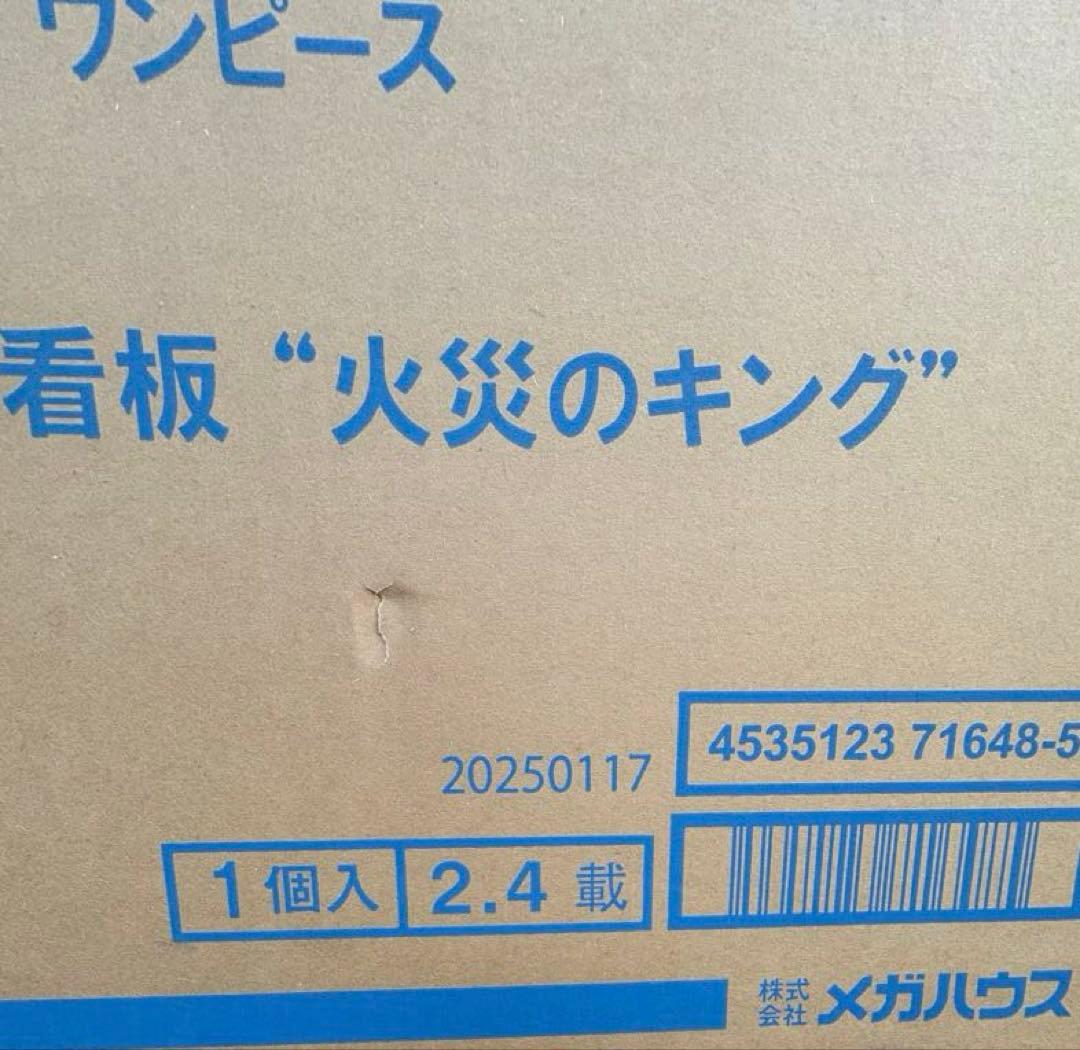 ワンピース
看板 “火災のキング”
4535123 71648-5
20250117
1個入 2.4 載
株式会社 メガハウス